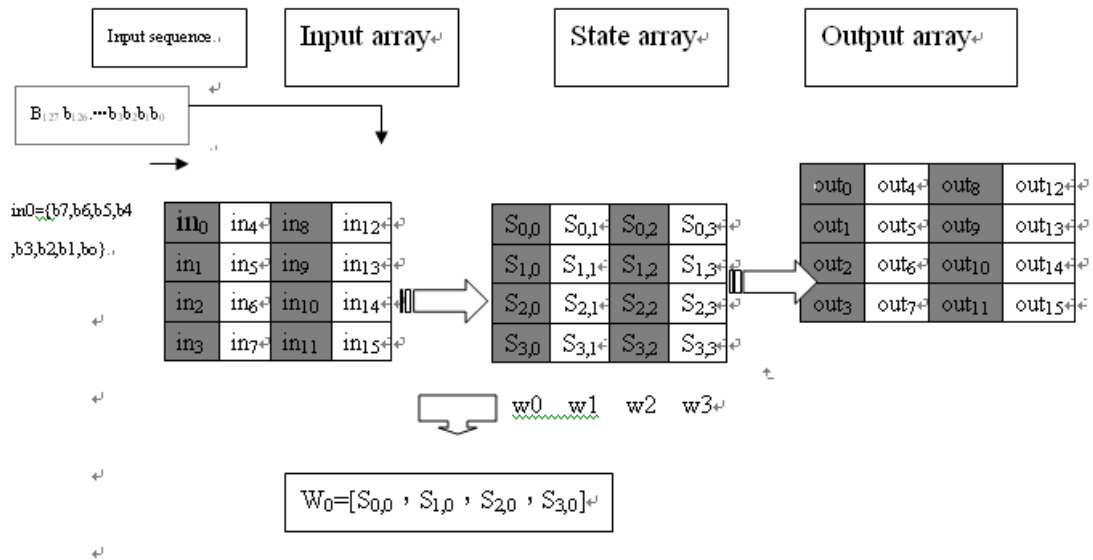 Input sequence.
Input array
State array
Output array
B127 b126.…b3b2b1b0
in0={b7,b6,b5,b4
,b3,b2,b1,bo}.
in0 in4 in8 in12
in1 in5 in9 in13
in2 in6 in10 in14
in3 in7 in11 in15
S0,0 S0,1 S0,2 S0,3
S1,0 S1,1 S1,2 S1,3
S2,0 S2,1 S2,2 S2,3
S3,0 S3,1 S3,2 S3,3
out0 out4 out8 out12
out1 out5 out9 out13
out2 out6 out10 out14
out3 out7 out11 out15
w0 w1 w2 w3
W0=[S0,0，S1,0，S2,0，S3,0]